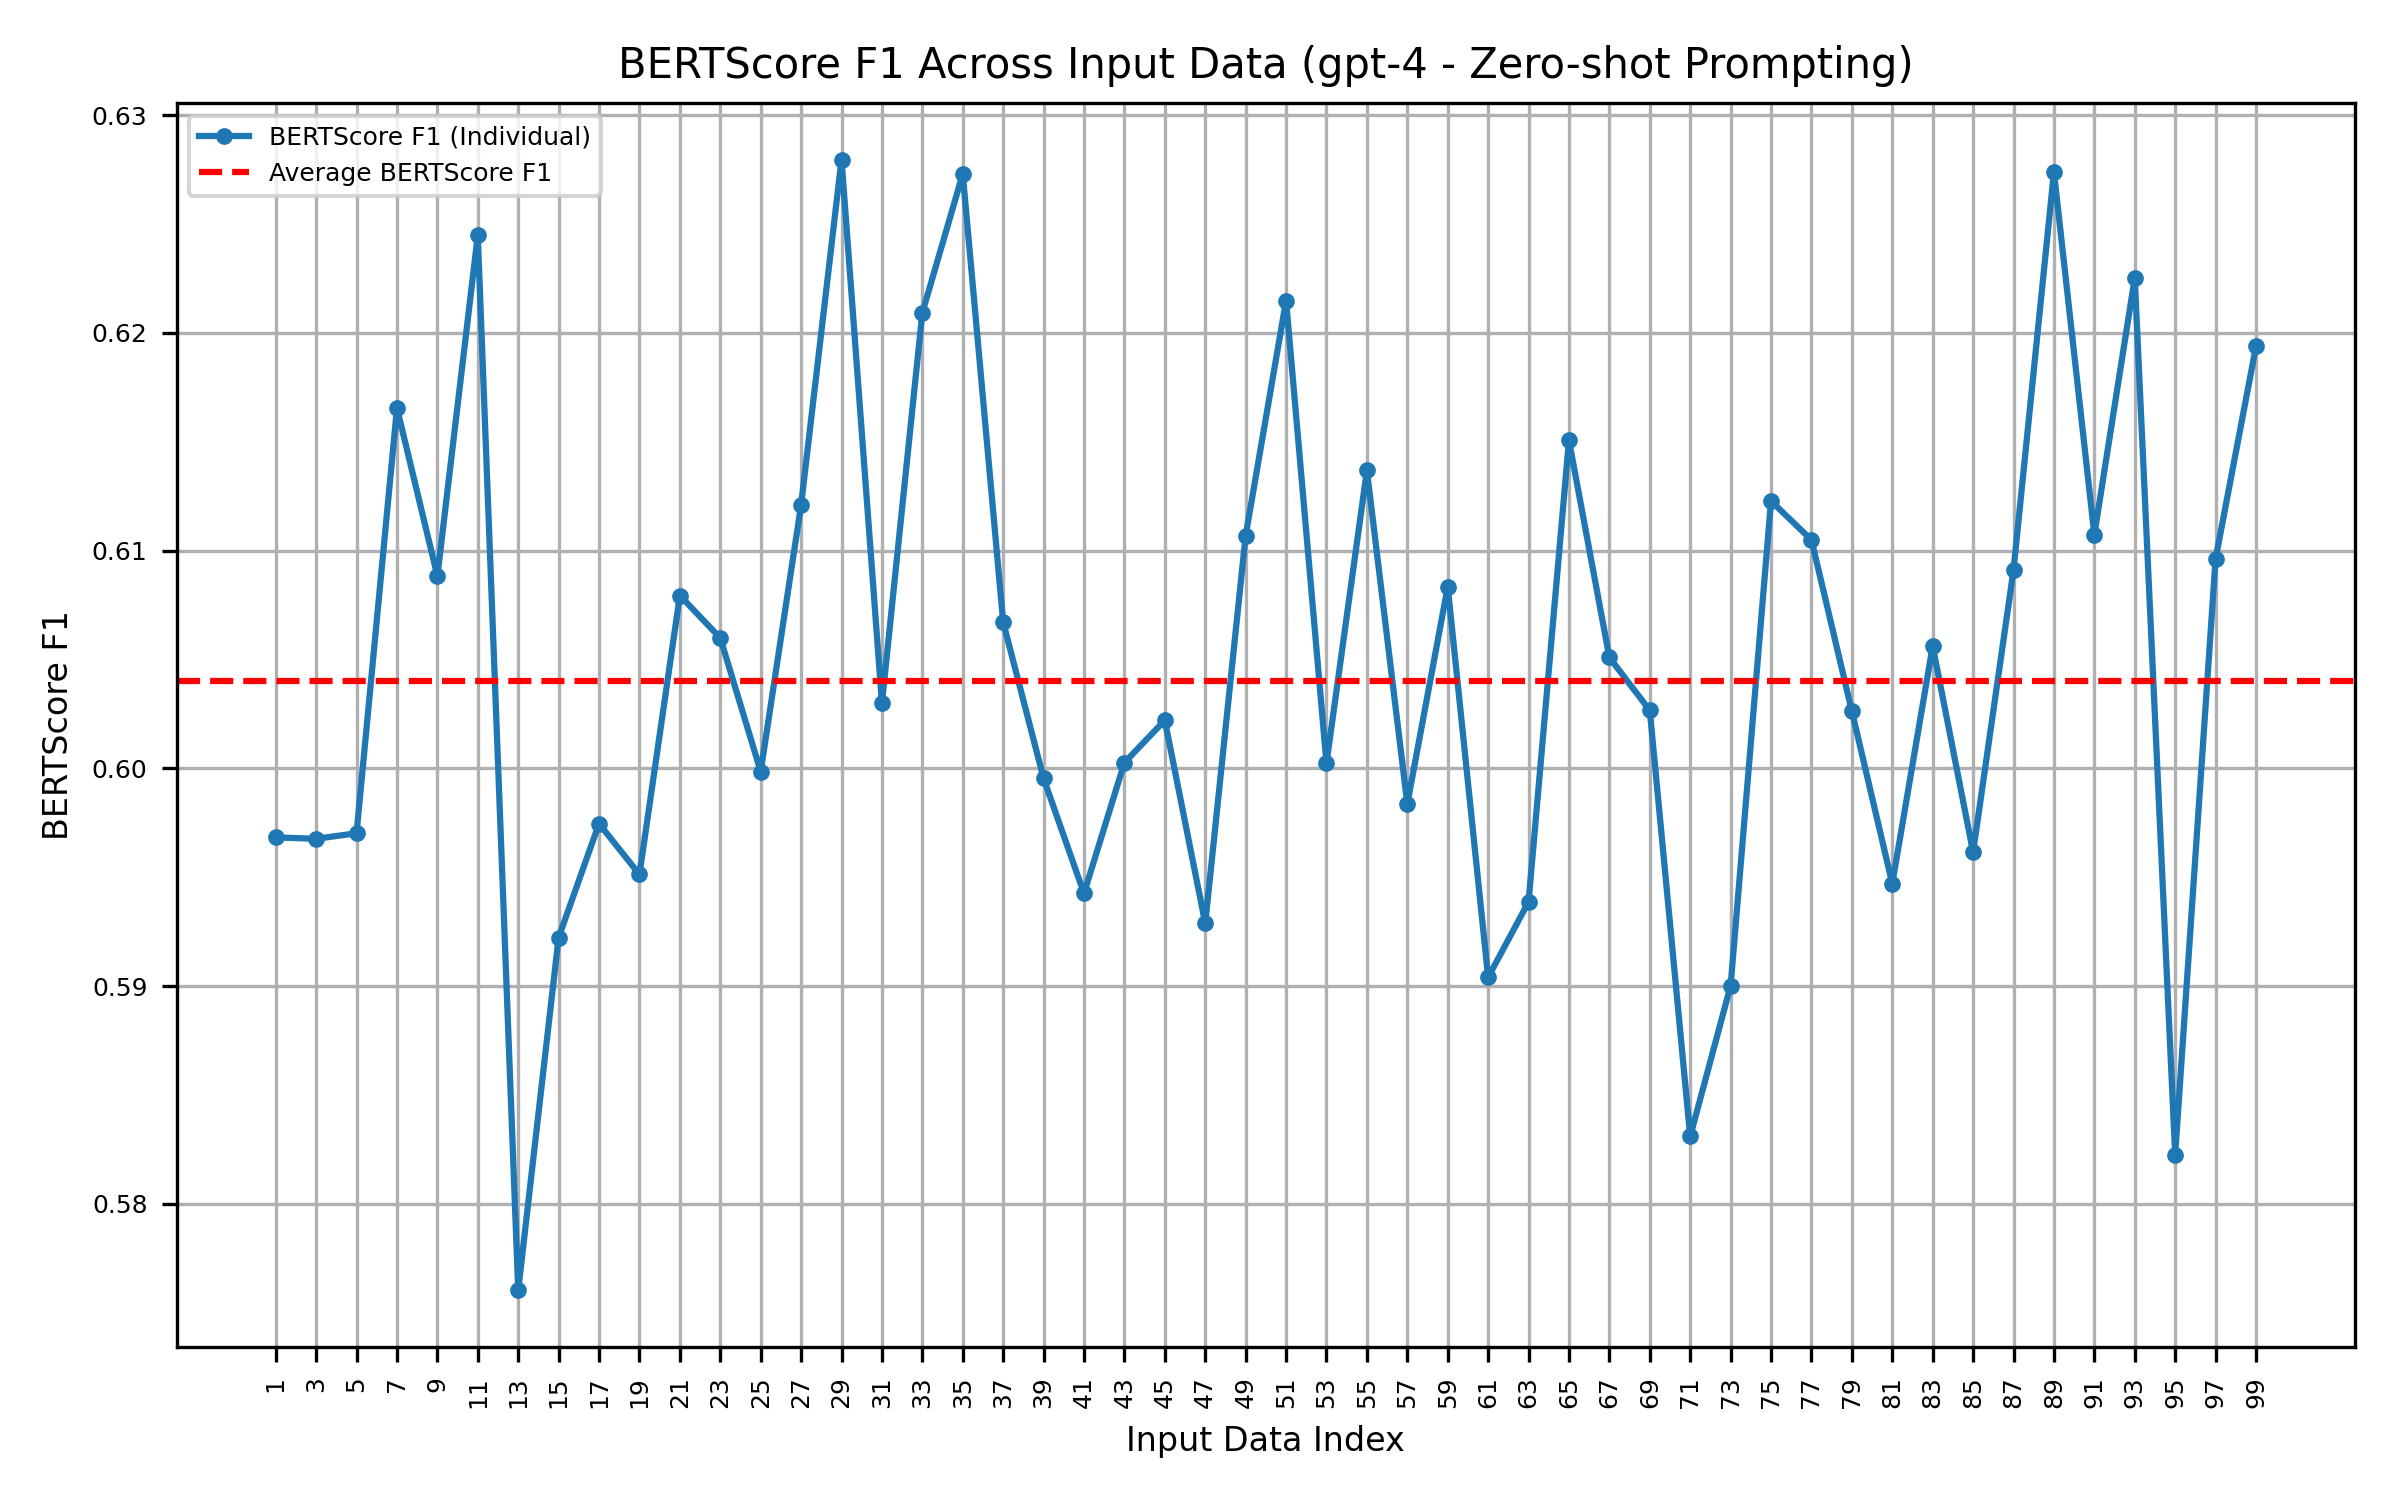 BERTScore F1 Across Input Data (gpt-4 - Zero-shot Prompting)
BERTScore F1 (Individual)
Average BERTScore F1
BERTScore F1
0.63
0.62
0.61
0.60
0.59
0.58
1 3 5 7 9 11 13 15 17 19 21 23 25 27 29 31 33 35 37 39 41 43 45 47 49 51 53 55 57 59 61 63 65 67 69 71 73 75 77 79 81 83 85 87 89 91 93 95 97 99
Input Data Index